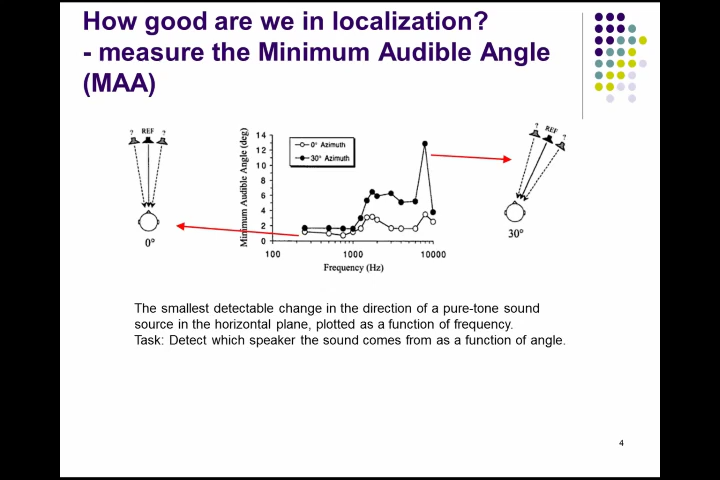 How good are we in localization?
- measure the Minimum Audible Angle
(MAA)
? REF ?
0°
Minimum Audible Angle (deg)
14
12
10
8
6
4
2
0
0° Azimuth
30° Azimuth
100 1000 10000
Frequency (Hz)
? REF ?
30°
The smallest detectable change in the direction of a pure-tone sound
source in the horizontal plane, plotted as a function of frequency.
Task: Detect which speaker the sound comes from as a function of angle.
4